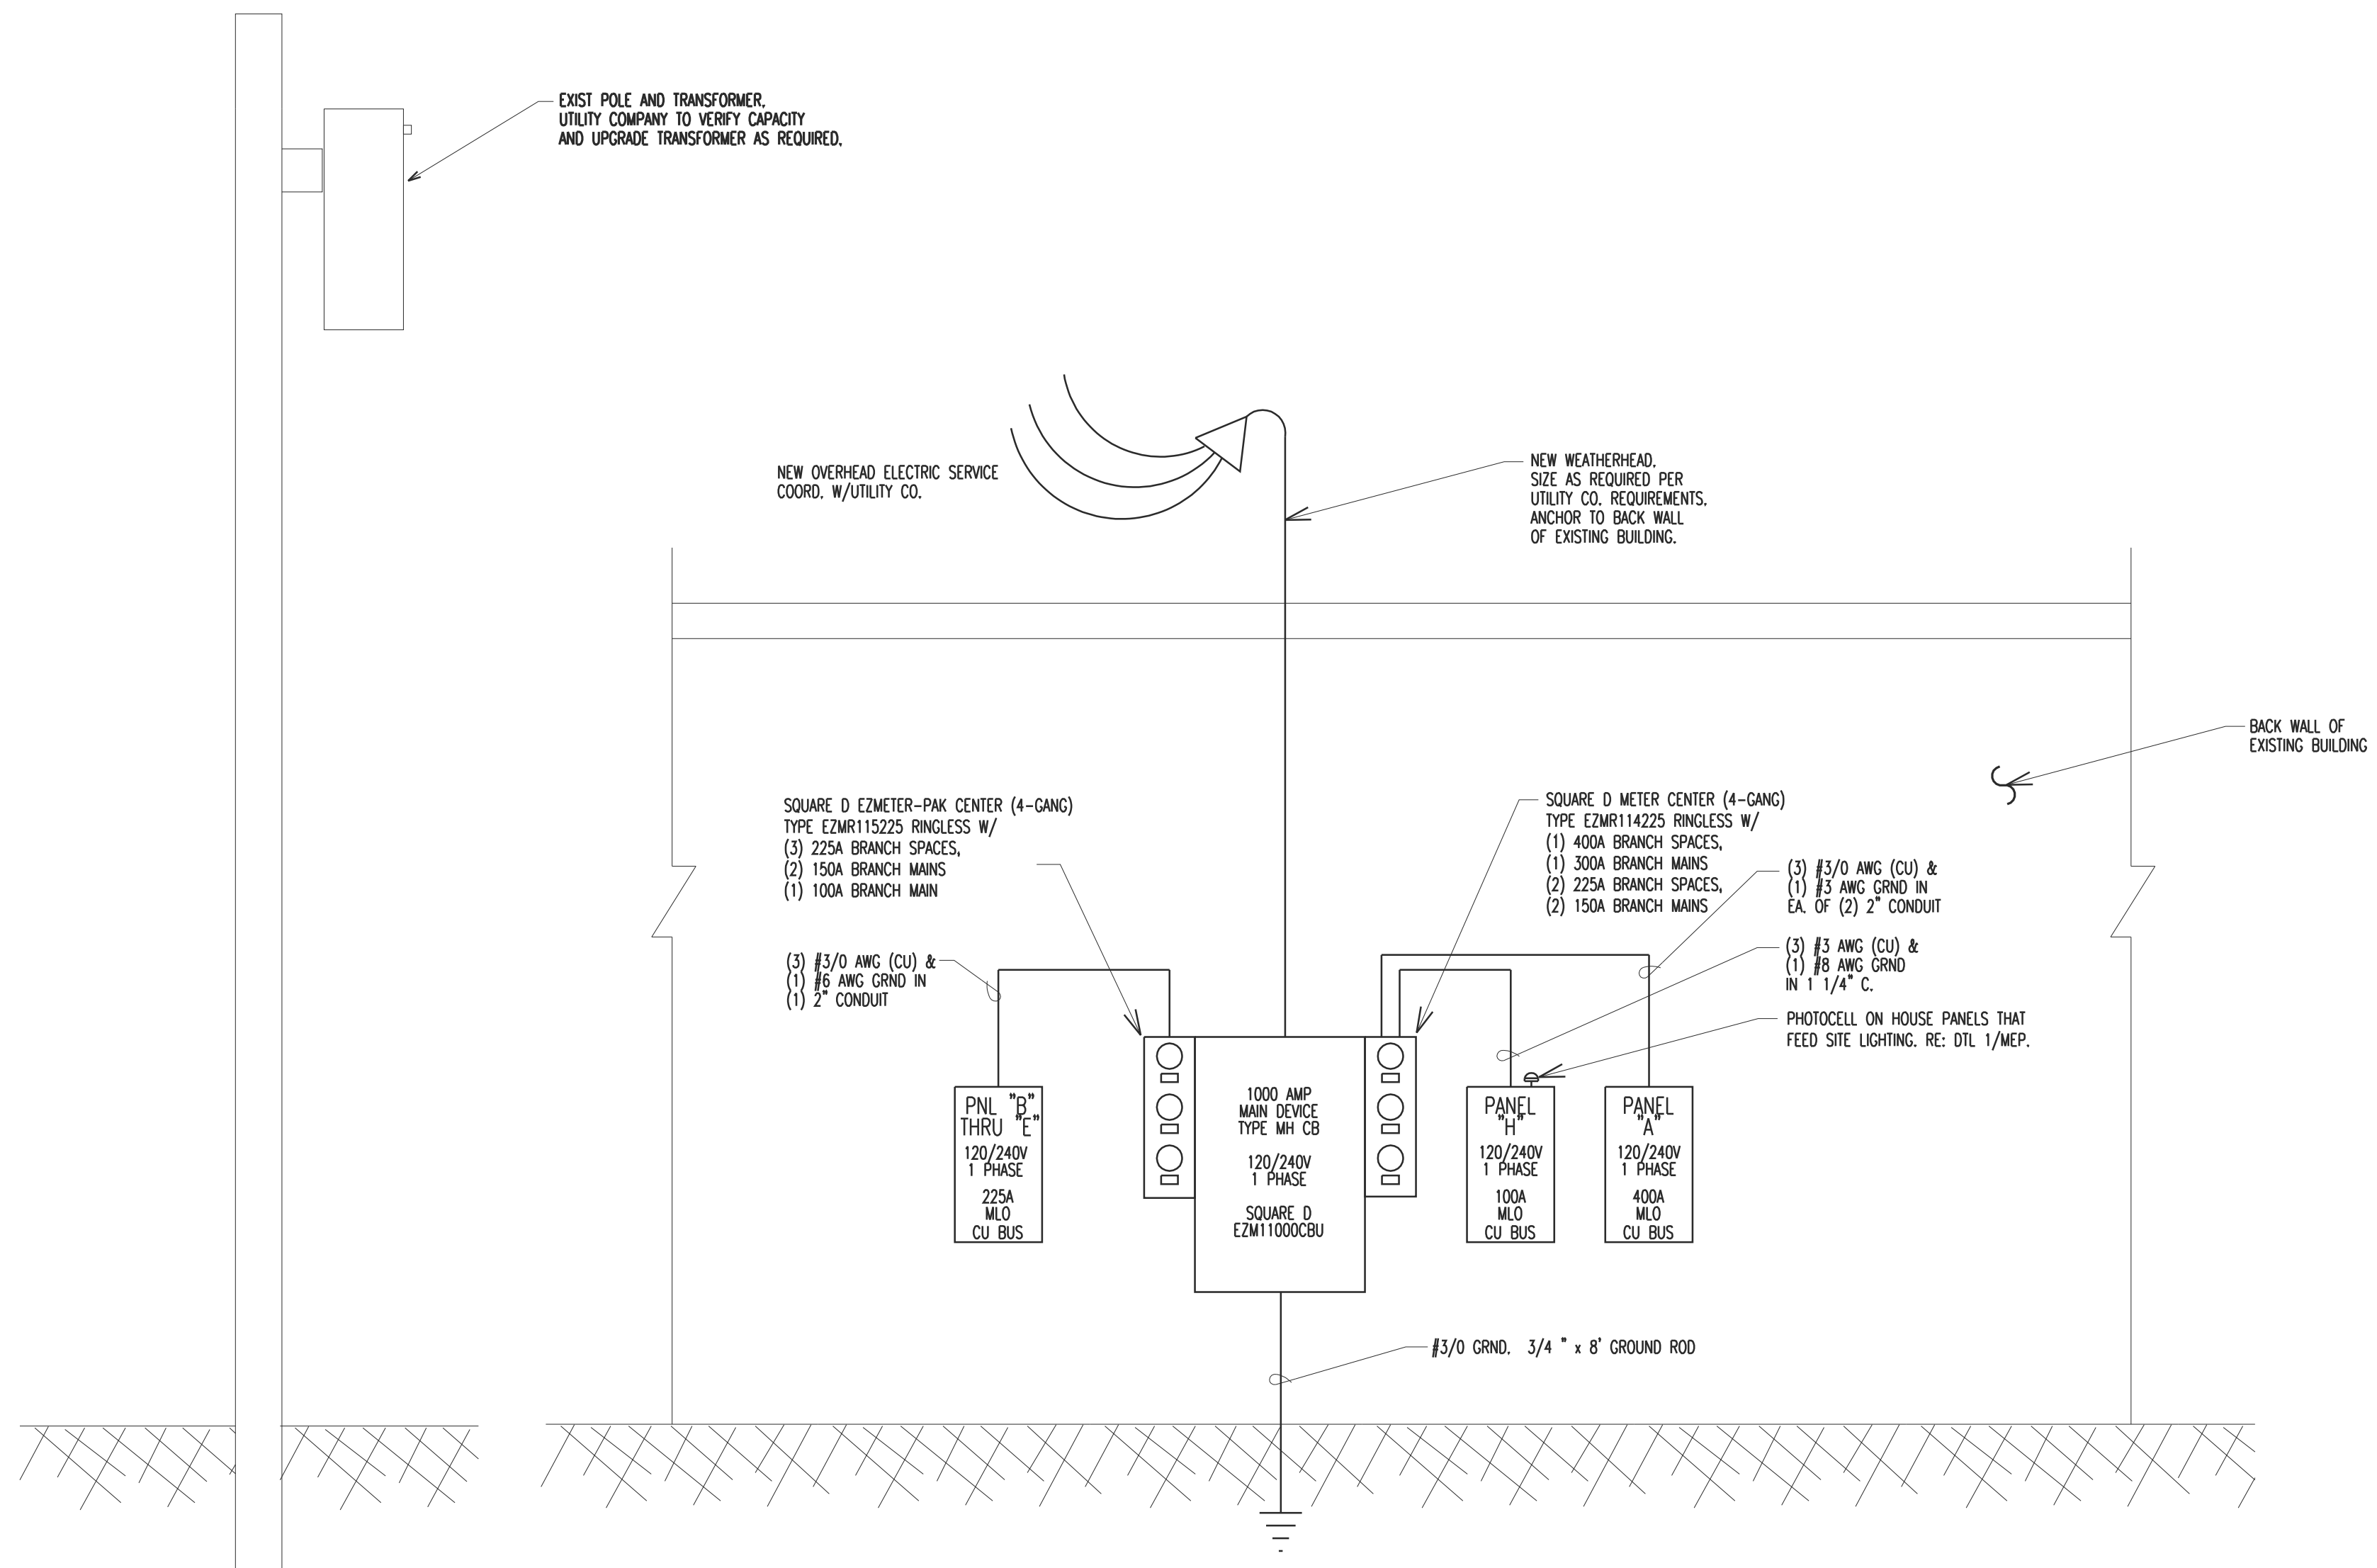 EXIST POLE AND TRANSFORMER.
UTILITY COMPANY TO VERIFY CAPACITY
AND UPGRADE TRANSFORMER AS REQUIRED.
NEW OVERHEAD ELECTRIC SERVICE
COORD. W/UTILITY CO.
NEW WEATHERHEAD.
SIZE AS REQUIRED PER
UTILITY CO. REQUIREMENTS.
ANCHOR TO BACK WALL
OF EXISTING BUILDING.
BACK WALL OF
EXISTING BUILDING
SQUARE D EZMETER-PAK CENTER (4-GANG)
TYPE EZMR115225 RINGLESS W/
(3) 225A BRANCH SPACES,
(2) 150A BRANCH MAINS
(1) 100A BRANCH MAIN
SQUARE D METER CENTER (4-GANG)
TYPE EZMR114225 RINGLESS W/
(1) 400A BRANCH SPACES,
(1) 300A BRANCH MAINS
(2) 225A BRANCH SPACES,
(2) 150A BRANCH MAINS
(3) #3/0 AWG (CU) &
(1) #3 AWG GRND IN
EA. OF (2) 2" CONDUIT
(3) #3 AWG (CU) &
(1) #8 AWG GRND
IN 1 1/4" C.
PHOTOCELL ON HOUSE PANELS THAT
FEED SITE LIGHTING. RE: DTL 1/MEP.
(3) #3/0 AWG (CU) &
(1) #6 AWG GRND IN
(1) 2" CONDUIT
PNL "B"
THRU "E"
120/240V
1 PHASE
225A
MLO
CU BUS
1000 AMP
MAIN DEVICE
TYPE MH CB
120/240V
1 PHASE
SQUARE D
EZM11000CBU
PANEL
"H"
120/240V
1 PHASE
100A
MLO
CU BUS
PANEL
"A"
120/240V
1 PHASE
400A
MLO
CU BUS
#3/0 GRND. 3/4 " x 8' GROUND ROD